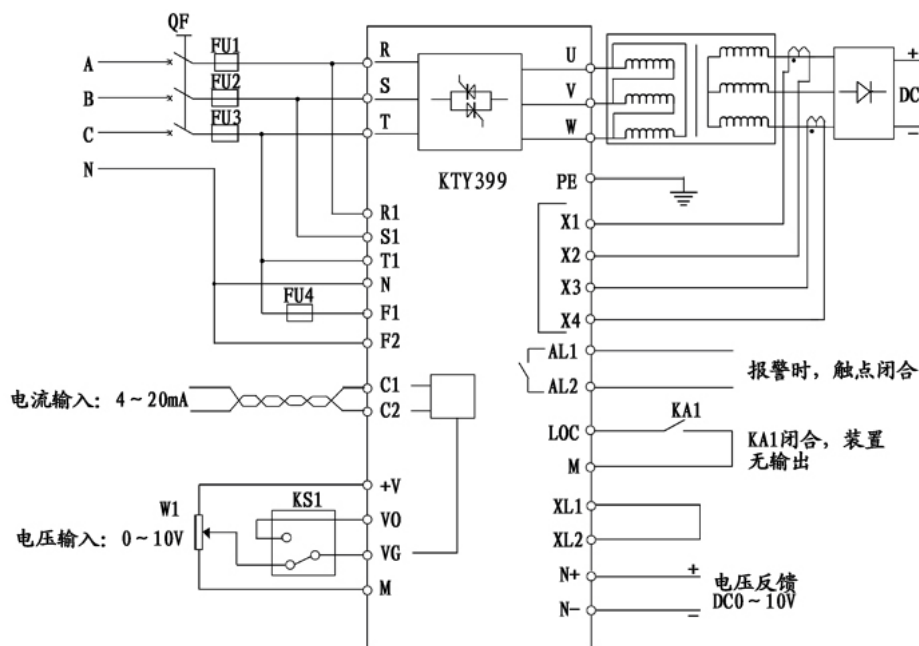 QF
FU1
A
R
U
+
FU2
B
S
V
DC
FU3
C
T
W
−
N
KTY399
PE
R1
X1
S1
T1
X2
N
FU4
X3
F1
F2
X4
AL1
报警时，触点闭合
AL2
电流输入：4～20mA
C1
C2
LOC
KA1
KA1闭合，装置
无输出
M
+V
W1
KS1
VO
XL1
电压输入：0～10V
VG
XL2
M
N+
+
电压反馈
DC0～10V
N−
−